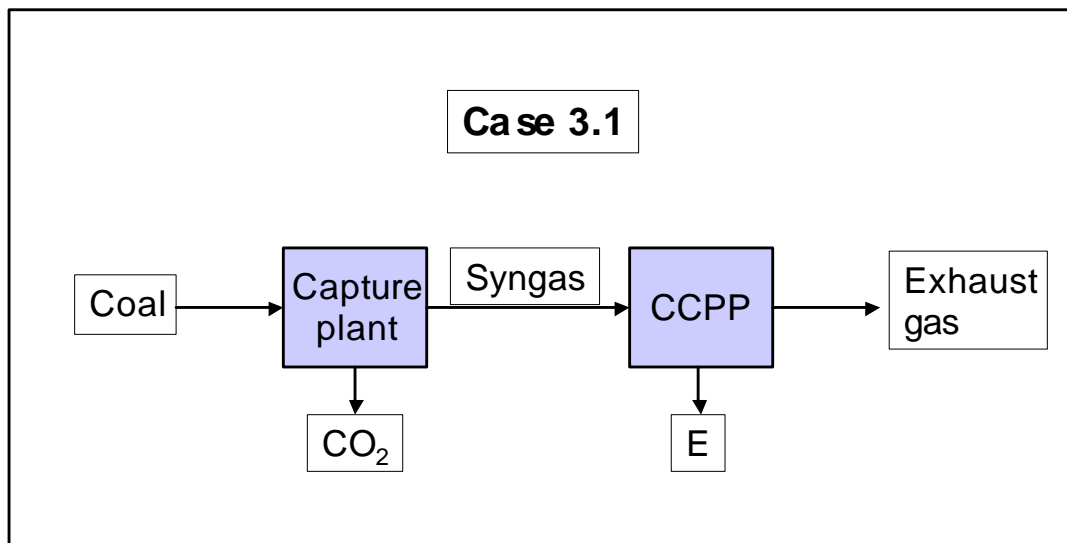 Case 3.1
Coal
Capture
plant
Syngas
CCPP
Exhaust
gas
CO₂
E